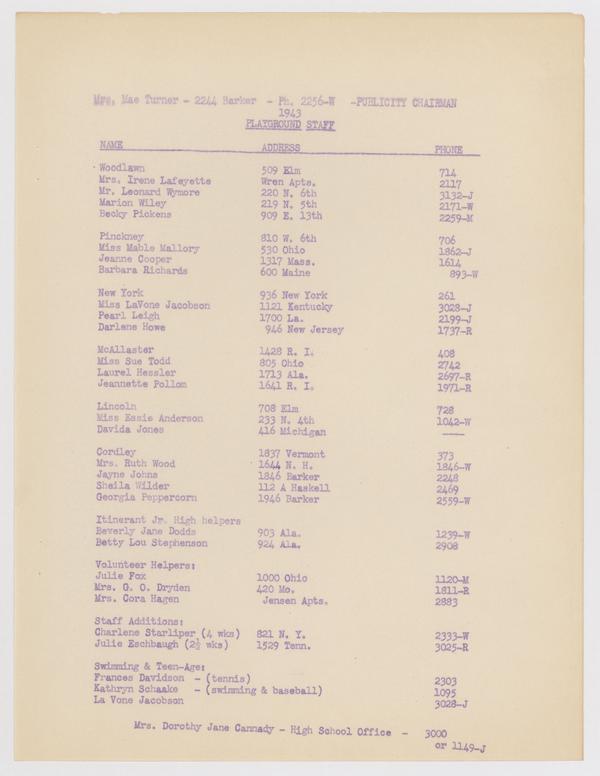 Mrs. Mae Turner - 2244 Barker - Ph. 2256-W -PUBLICITY CHAIRMAN
1943
PLAYGROUND STAFF
NAME ADDRESS PHONE
Woodlawn 509 Elm 714
Mrs. Irene Lafeyette Wren Apts. 2117
Mr. Leonard Wymore 220 N. 6th 3132-J
Marion Wiley 219 N. 5th 2171-W
Becky Pickens 909 E. 13th 2259-M
Pinckney 810 W. 6th 706
Miss Mable Mallory 530 Ohio 1862-J
Jeanne Cooper 1317 Mass. 1614
Barbara Richards 600 Maine 893-W
New York 936 New York 261
Miss LaVone Jacobson 1121 Kentucky 3028-J
Pearl Leigh 1700 La. 2199-J
Darlene Howe 946 New Jersey 1737-R
McAllaster 1428 R. I. 408
Miss Sue Todd 805 Ohio 2742
Laurel Hessler 1713 Ala. 2697-R
Jeannette Pollom 1641 R. I. 1971-R
Lincoln 708 Elm 728
Miss Essie Anderson 233 N. 4th 1042-W
Davida Jones 416 Michigan ----
Cordley 1837 Vermont 373
Mrs. Ruth Wood 1644 N. H. 1846-W
Jayne Johns 1846 Barker 2248
Sheila Wilder 112 A Haskell 2469
Georgia Peppercorn 1946 Barker 2559-W
Itinerant Jr. High helpers
Beverly Jane Dodds 903 Ala. 1239-W
Betty Lou Stephenson 924 Ala. 2908
Volunteer Helpers:
Julie Fox 1000 Ohio 1120-M
Mrs. G. O. Dryden 420 Mo. 1811-R
Mrs. Cora Hagen Jensen Apts. 2883
Staff Additions:
Charlene Starliper (4 wks) 821 N. Y. 2333-W
Julie Eschbaugh (2½ wks) 1529 Tenn. 3025-R
Swimming & Teen-Age:
Frances Davidson - (tennis) 2303
Kathryn Schaake - (swimming & baseball) 1095
La Vone Jacobson 3028-J
Mrs. Dorothy Jane Cannady - High School Office - 3000
or 1149-J